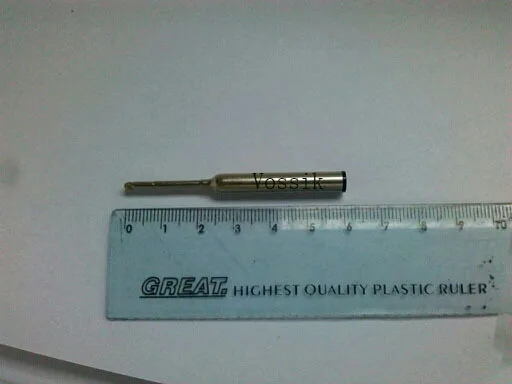 Vossik
0 1 2 3 4 5 6 7 8 9 10
GREAT. HIGHEST QUALITY PLASTIC RULER